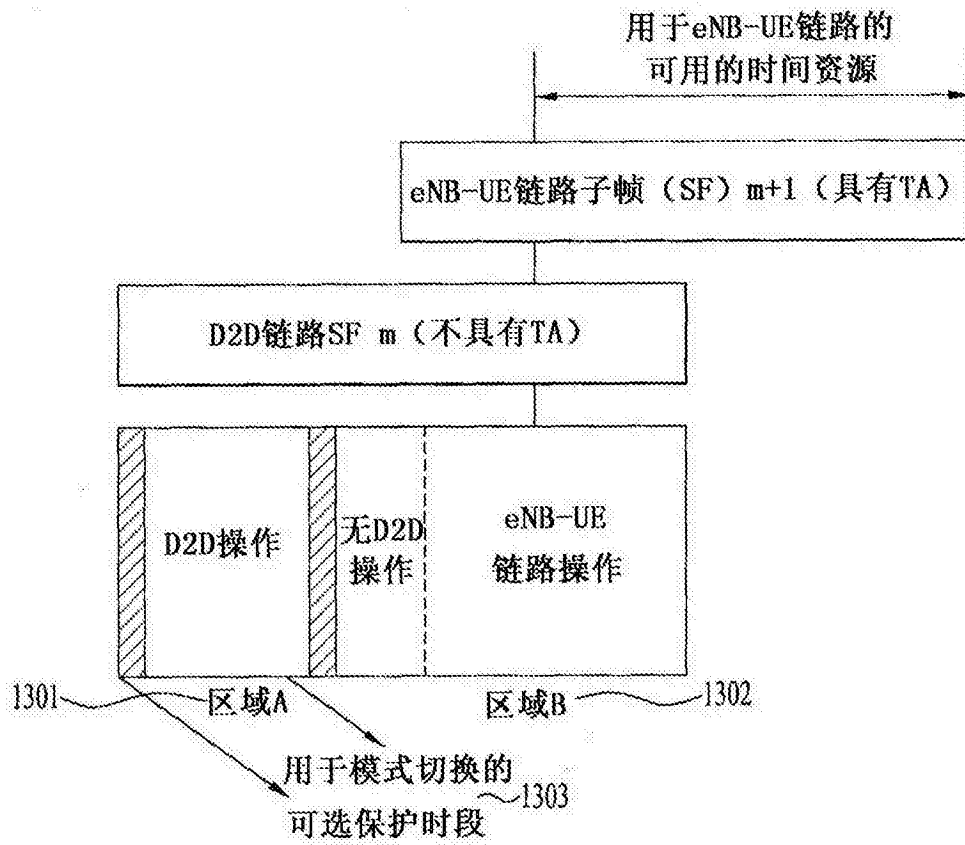 用于eNB-UE链路的
可用的时间资源
eNB-UE链路子帧（SF）m+1（具有TA）
D2D链路SF m（不具有TA）
D2D操作
无D2D
操作
eNB-UE
链路操作
1301
区域A
区域B
1302
用于模式切换的
可选保护时段
1303